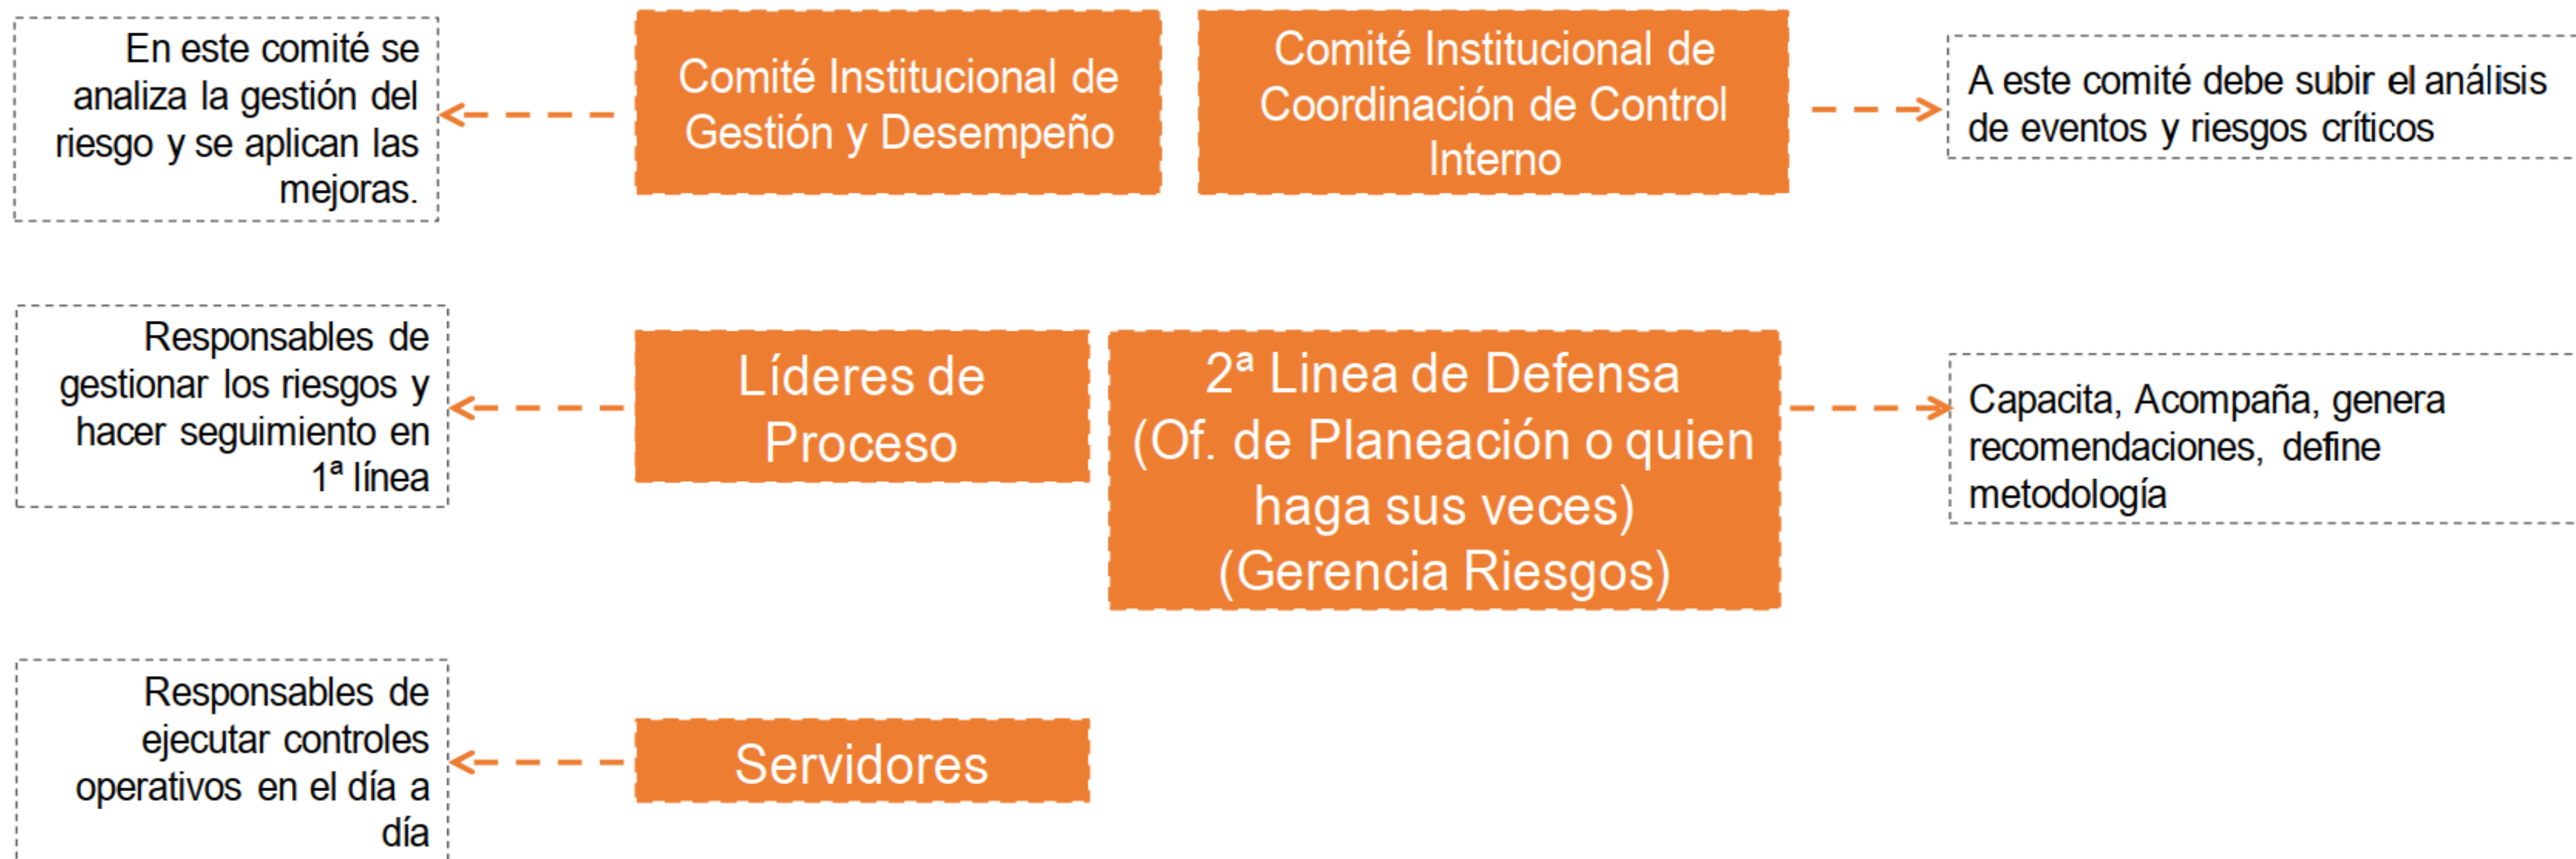 En este comité se
analiza la gestión del
riesgo y se aplican las
mejoras.
Comité Institucional de
Gestión y Desempeño
Comité Institucional de
Coordinación de Control
Interno
A este comité debe subir el análisis
de eventos y riesgos críticos
Responsables de
gestionar los riesgos y
hacer seguimiento en
1ª línea
Líderes de
Proceso
2ª Linea de Defensa
(Of. de Planeación o quien
haga sus veces)
(Gerencia Riesgos)
Capacita, Acompaña, genera
recomendaciones, define
metodología
Responsables de
ejecutar controles
operativos en el día a
día
Servidores